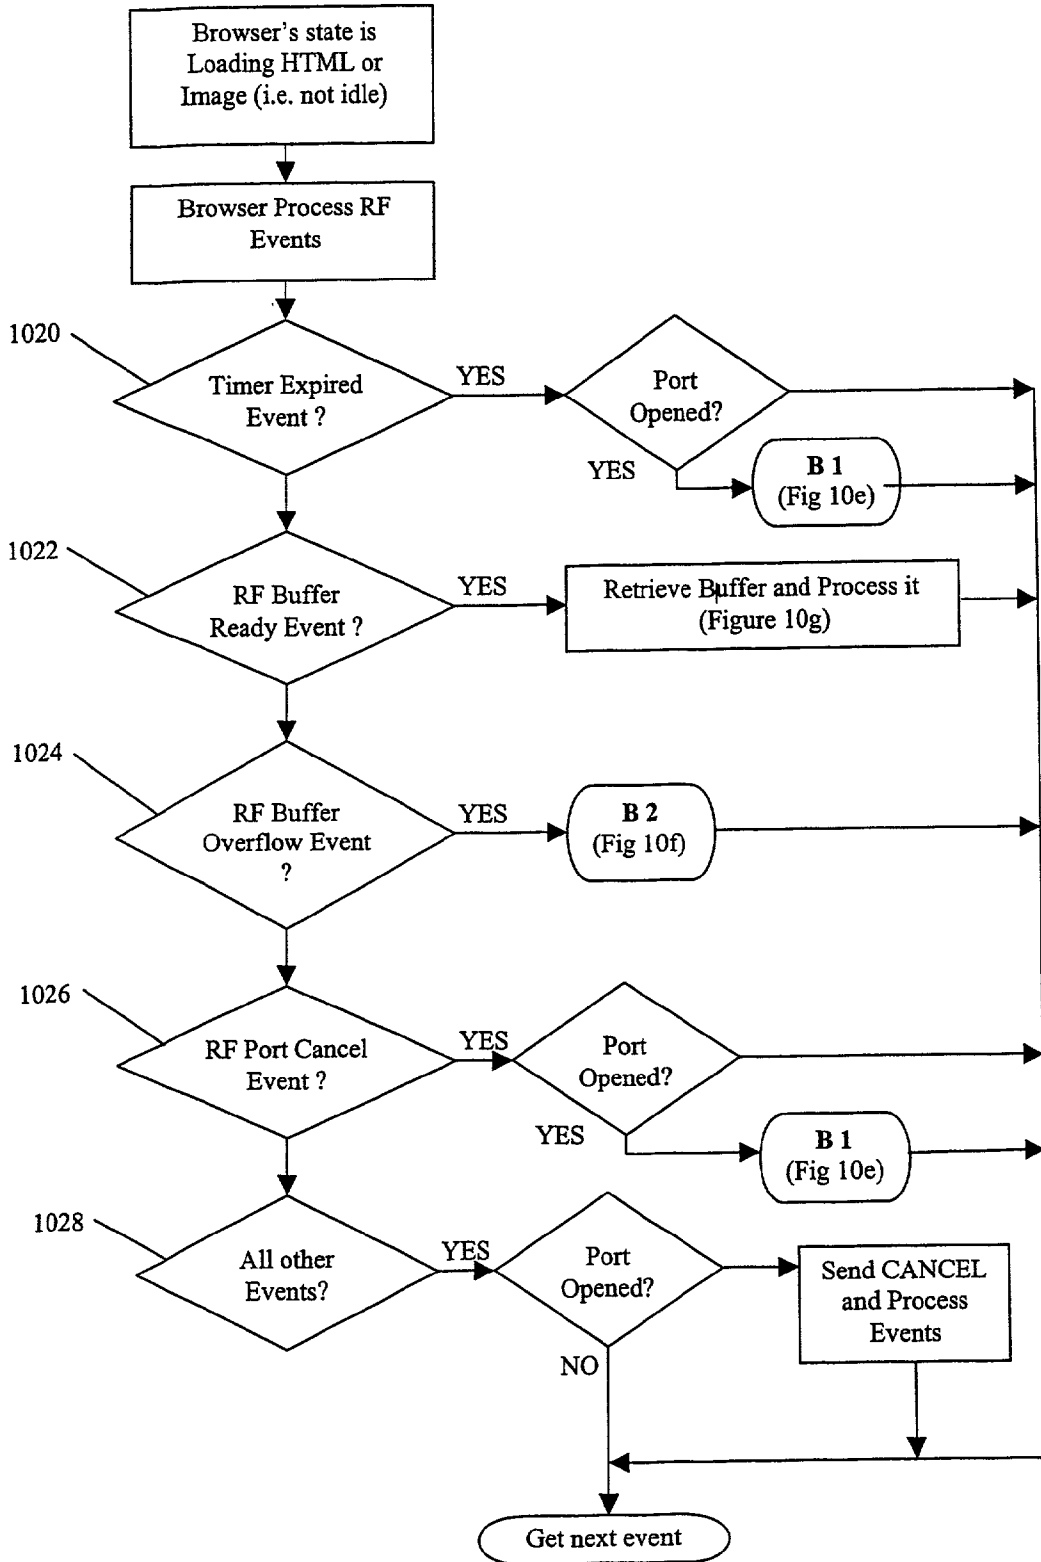 Browser's state is
Loading HTML or
Image (i.e. not idle)
Browser Process RF
Events
1020
Timer Expired
Event ?
YES
Port
Opened?
YES
B 1
(Fig 10e)
1022
RF Buffer
Ready Event ?
YES
Retrieve Buffer and Process it
(Figure 10g)
1024
RF Buffer
Overflow Event
?
YES
B 2
(Fig 10f)
1026
RF Port Cancel
Event ?
YES
Port
Opened?
YES
B 1
(Fig 10e)
1028
All other
Events?
YES
Port
Opened?
NO
Send CANCEL
and Process
Events
Get next event